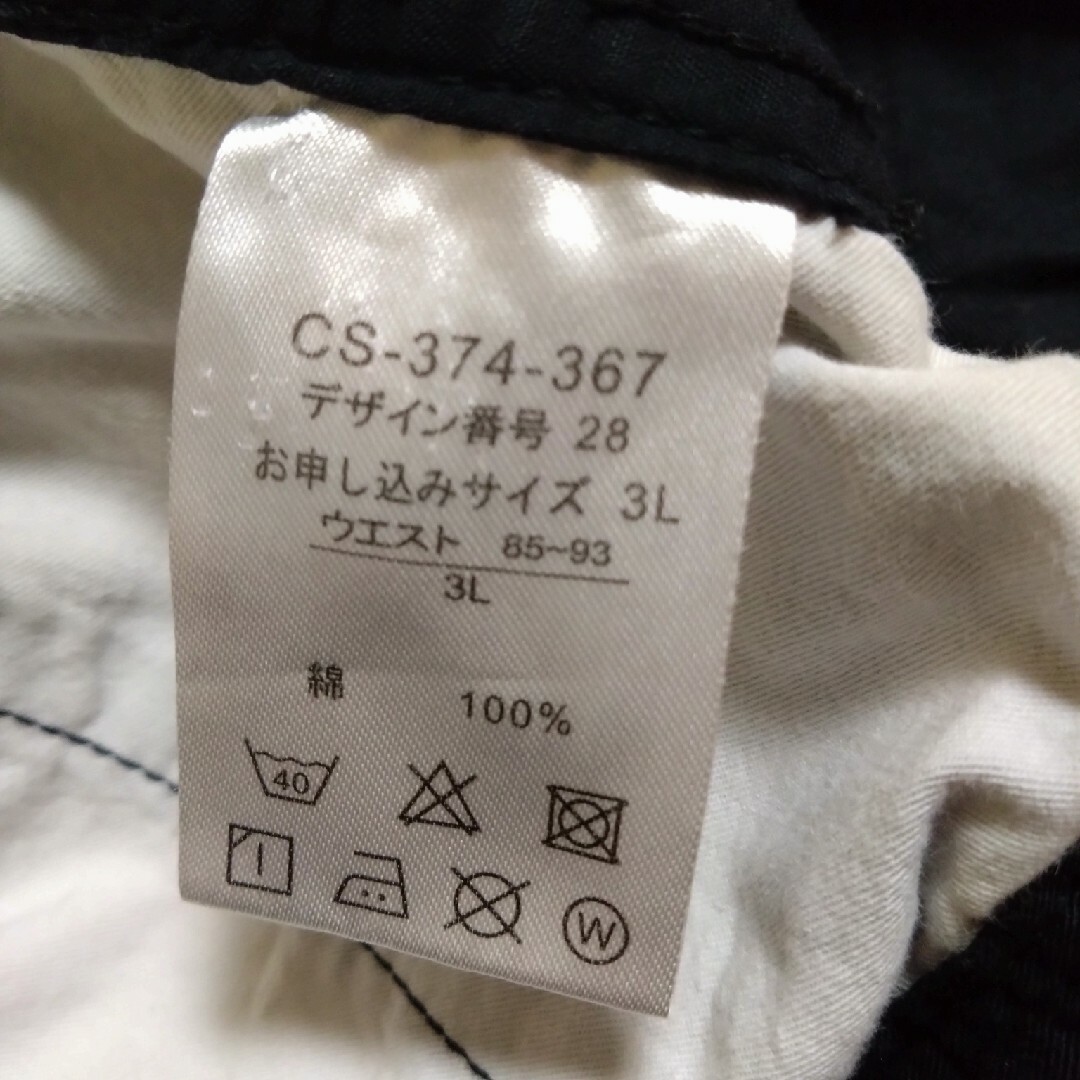 CS-374-367
デザイン番号 28
お申し込みサイズ 3L
ウエスト 85~93
3L
綿 100%
40
W